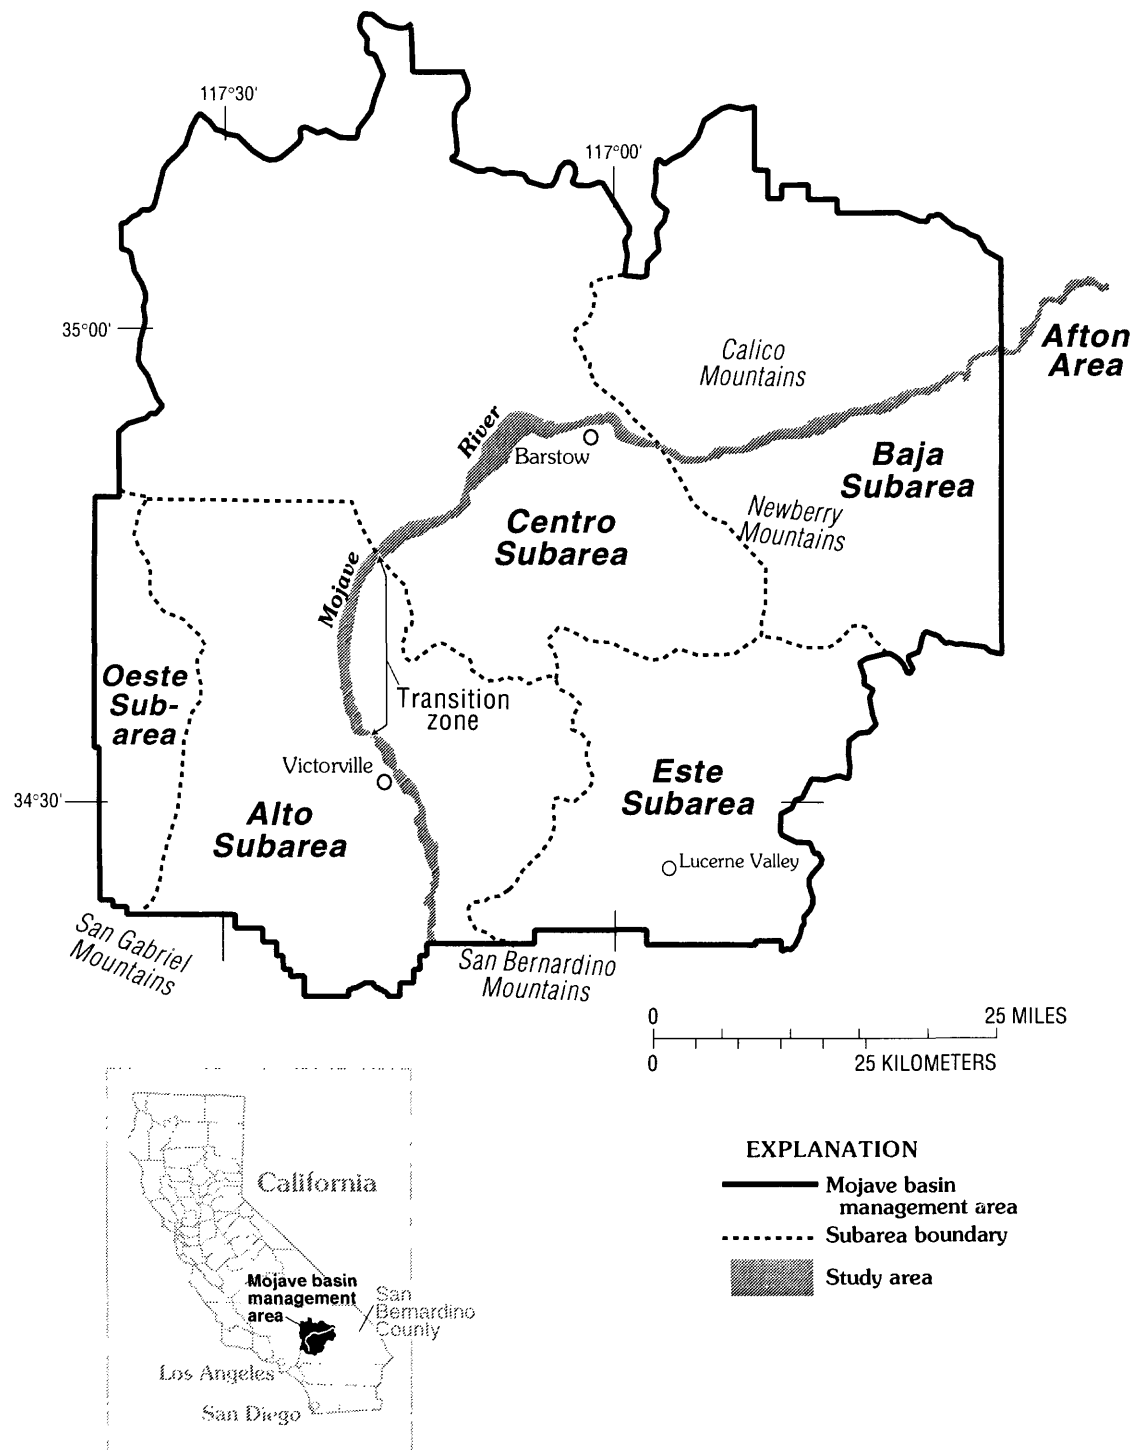 117°30'
117°00'
35°00'
Afton
Area
Calico
Mountains
River
Barstow
Baja
Subarea
Newberry
Mountains
Centro
Subarea
Mojave
Oeste
Sub-
area
Transition
zone
Victorville
34°30'
Alto
Subarea
Este
Subarea
Lucerne Valley
San Gabriel
Mountains
San Bernardino
Mountains
0 25 MILES
0 25 KILOMETERS
EXPLANATION
Mojave basin
management area
Subarea boundary
Study area
California
Mojave basin
management
area
San
Bernardino
County
Los Angeles
San Diego